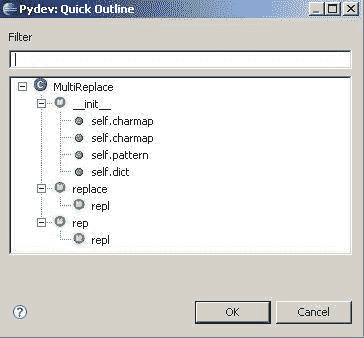 Pydev: Quick Outline
Filter
MultiReplace
__init__
self.charmap
self.charmap
self.pattern
self.dict
replace
repl
rep
repl
OK
Cancel